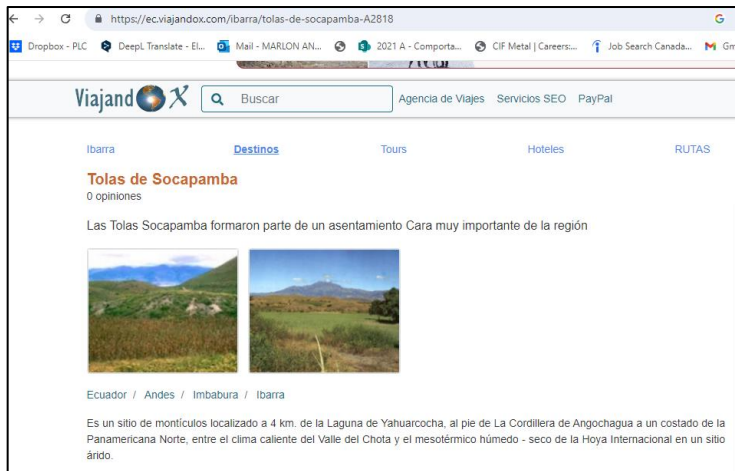 https://ec.viajandox.com/ibarra/tolas-de-socapamba-A2818
Dropbox - PLC DeepL Translate - El... Mail - MARLON AN... 2021 A - Comporta... CIF Metal | Careers:... Job Search Canada... Gm
Viajand X Buscar Agencia de Viajes Servicios SEO PayPal
Ibarra Destinos Tours Hoteles RUTAS
Tolas de Socapamba
0 opiniones
Las Tolas Socapamba formaron parte de un asentamiento Cara muy importante de la región
Ecuador / Andes / Imbabura / Ibarra
Es un sitio de montículos localizado a 4 km. de la Laguna de Yahuarcocha, al pie de La Cordillera de Angochagua a un costado de la
Panamericana Norte, entre el clima caliente del Valle del Chota y el mesotérmico húmedo - seco de la Hoya Internacional en un sitio
árido.